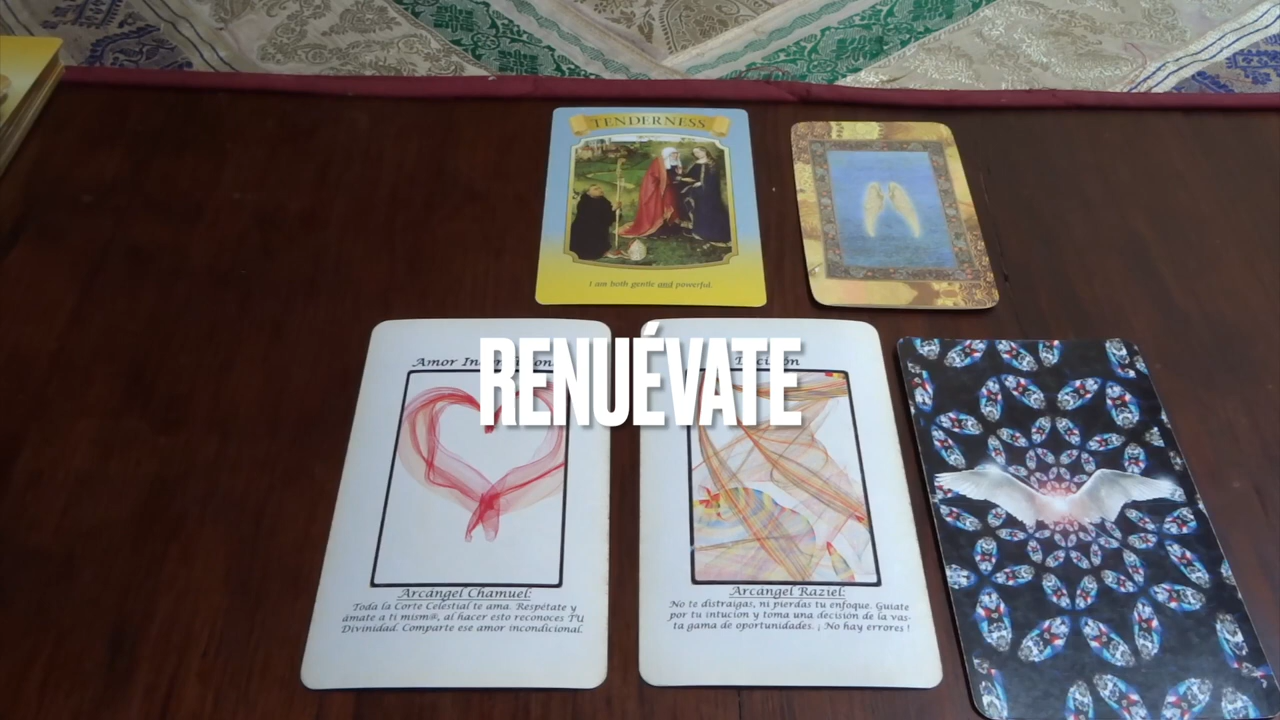 TENDERNESS
I am both gentle and powerful.
RENUÉVATE
Amor
Arcángel Chamuel:
Toda la Corte Celestial te ama. Respétate y
ámate a ti mism@, al hacer esto reconoces TU
Divinidad. Comparte ese amor incondicional.
Arcángel Raziel:
No te distraigas, ni pierdas tu enfoque. Guíate
por tu intución y toma una decisión de la vas-
ta gama de oportunidades. ¡ No hay errores !